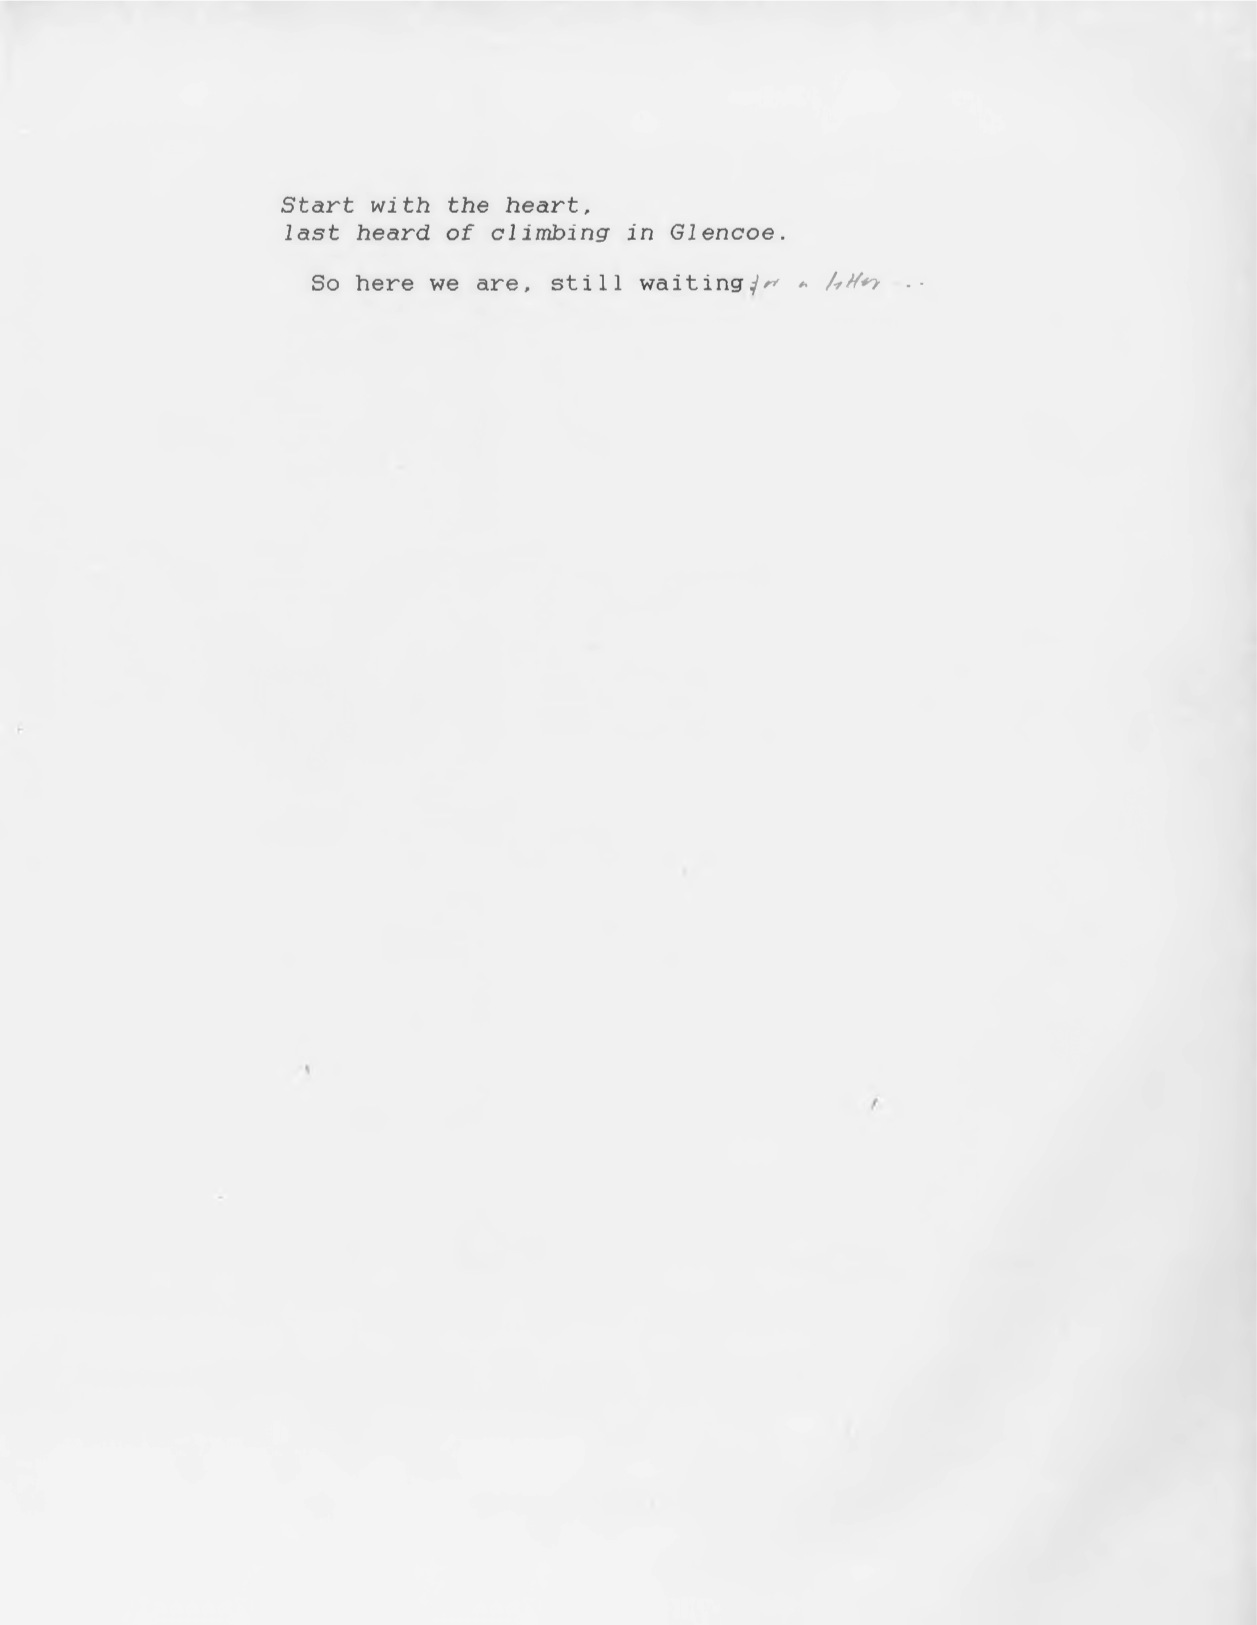 Start with the heart,
last heard of climbing in Glencoe.
So here we are, still waiting for a letter ..